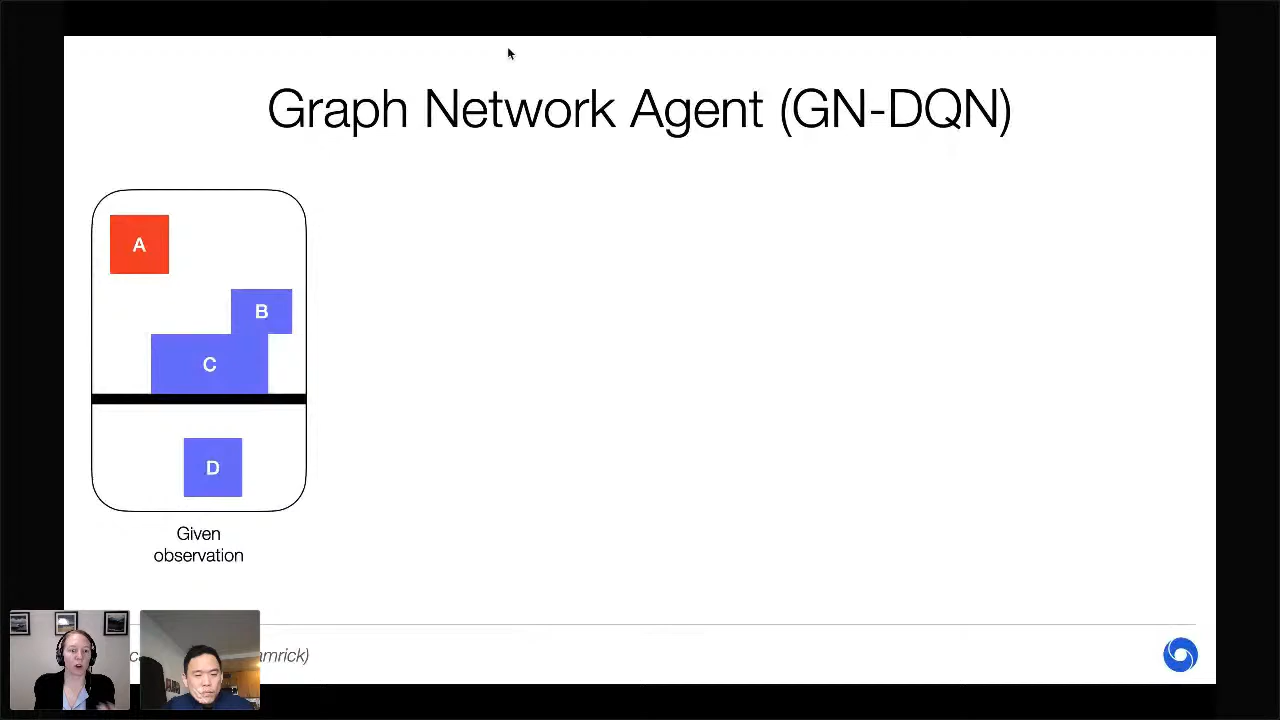 Graph Network Agent (GN-DQN)
A
B
C
D
Given
observation
amrick)